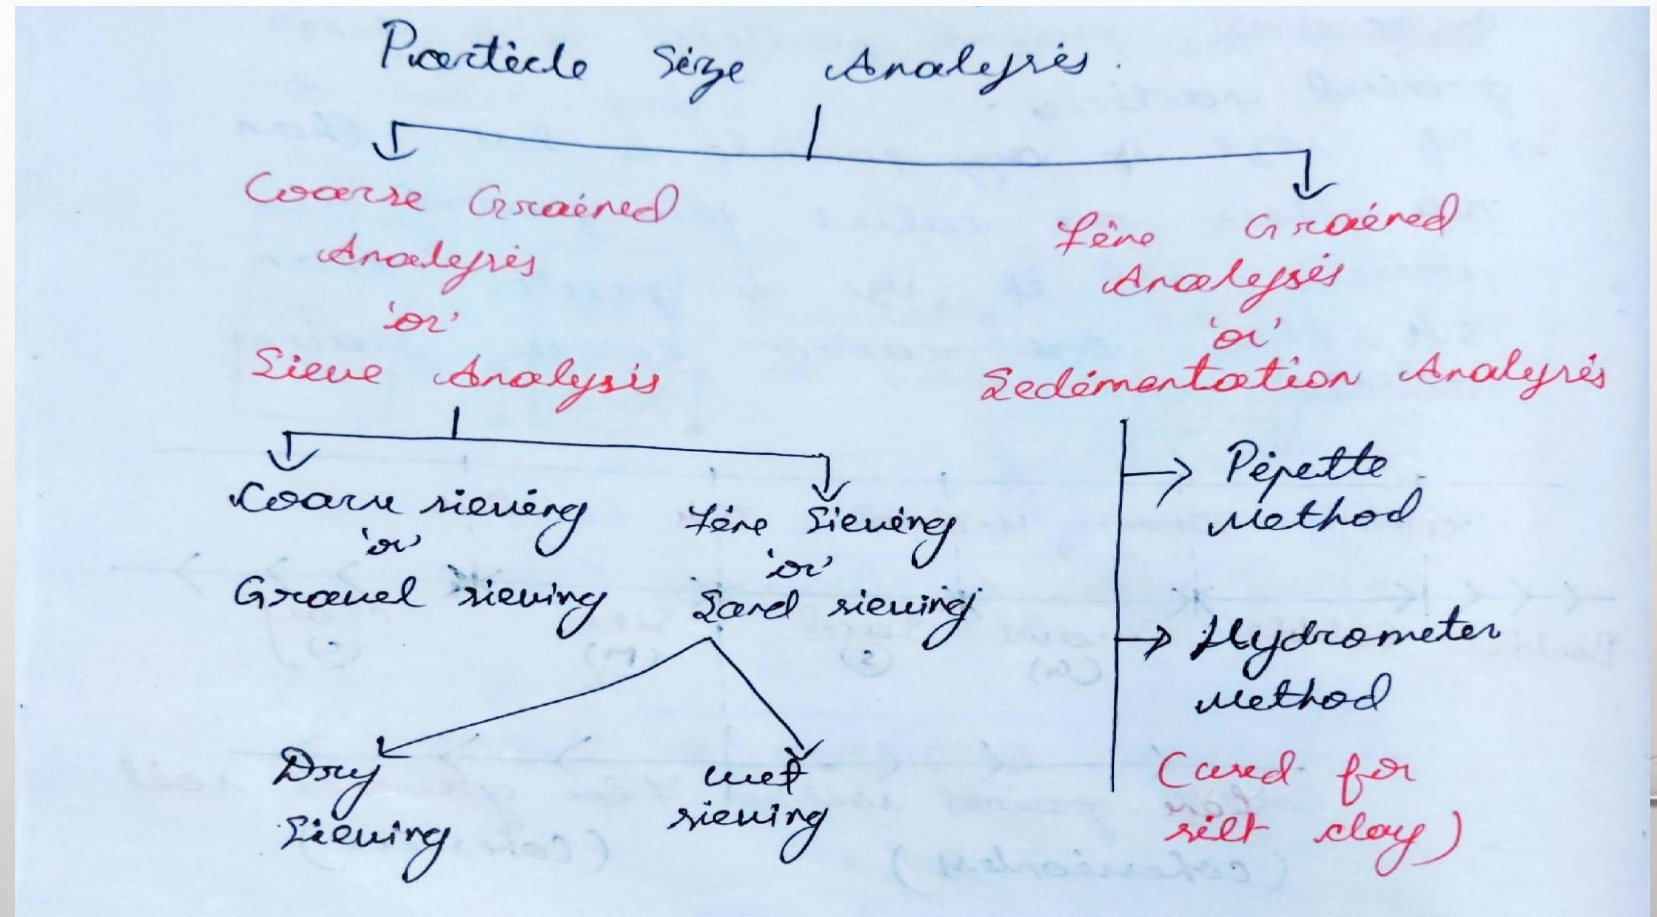 Particle Size Analysis.
Coarse Grained
Analysis
'or'
Sieve Analysis
Fine Grained
Analysis
'or'
Sedimentation Analysis
Coarse sieving
'or'
Gravel sieving
Fine Sieving
'or'
Sand sieving
Dry
Sieving
wet
sieving
Pipette
Method
Hydrometer
Method
(used for
silt clay)